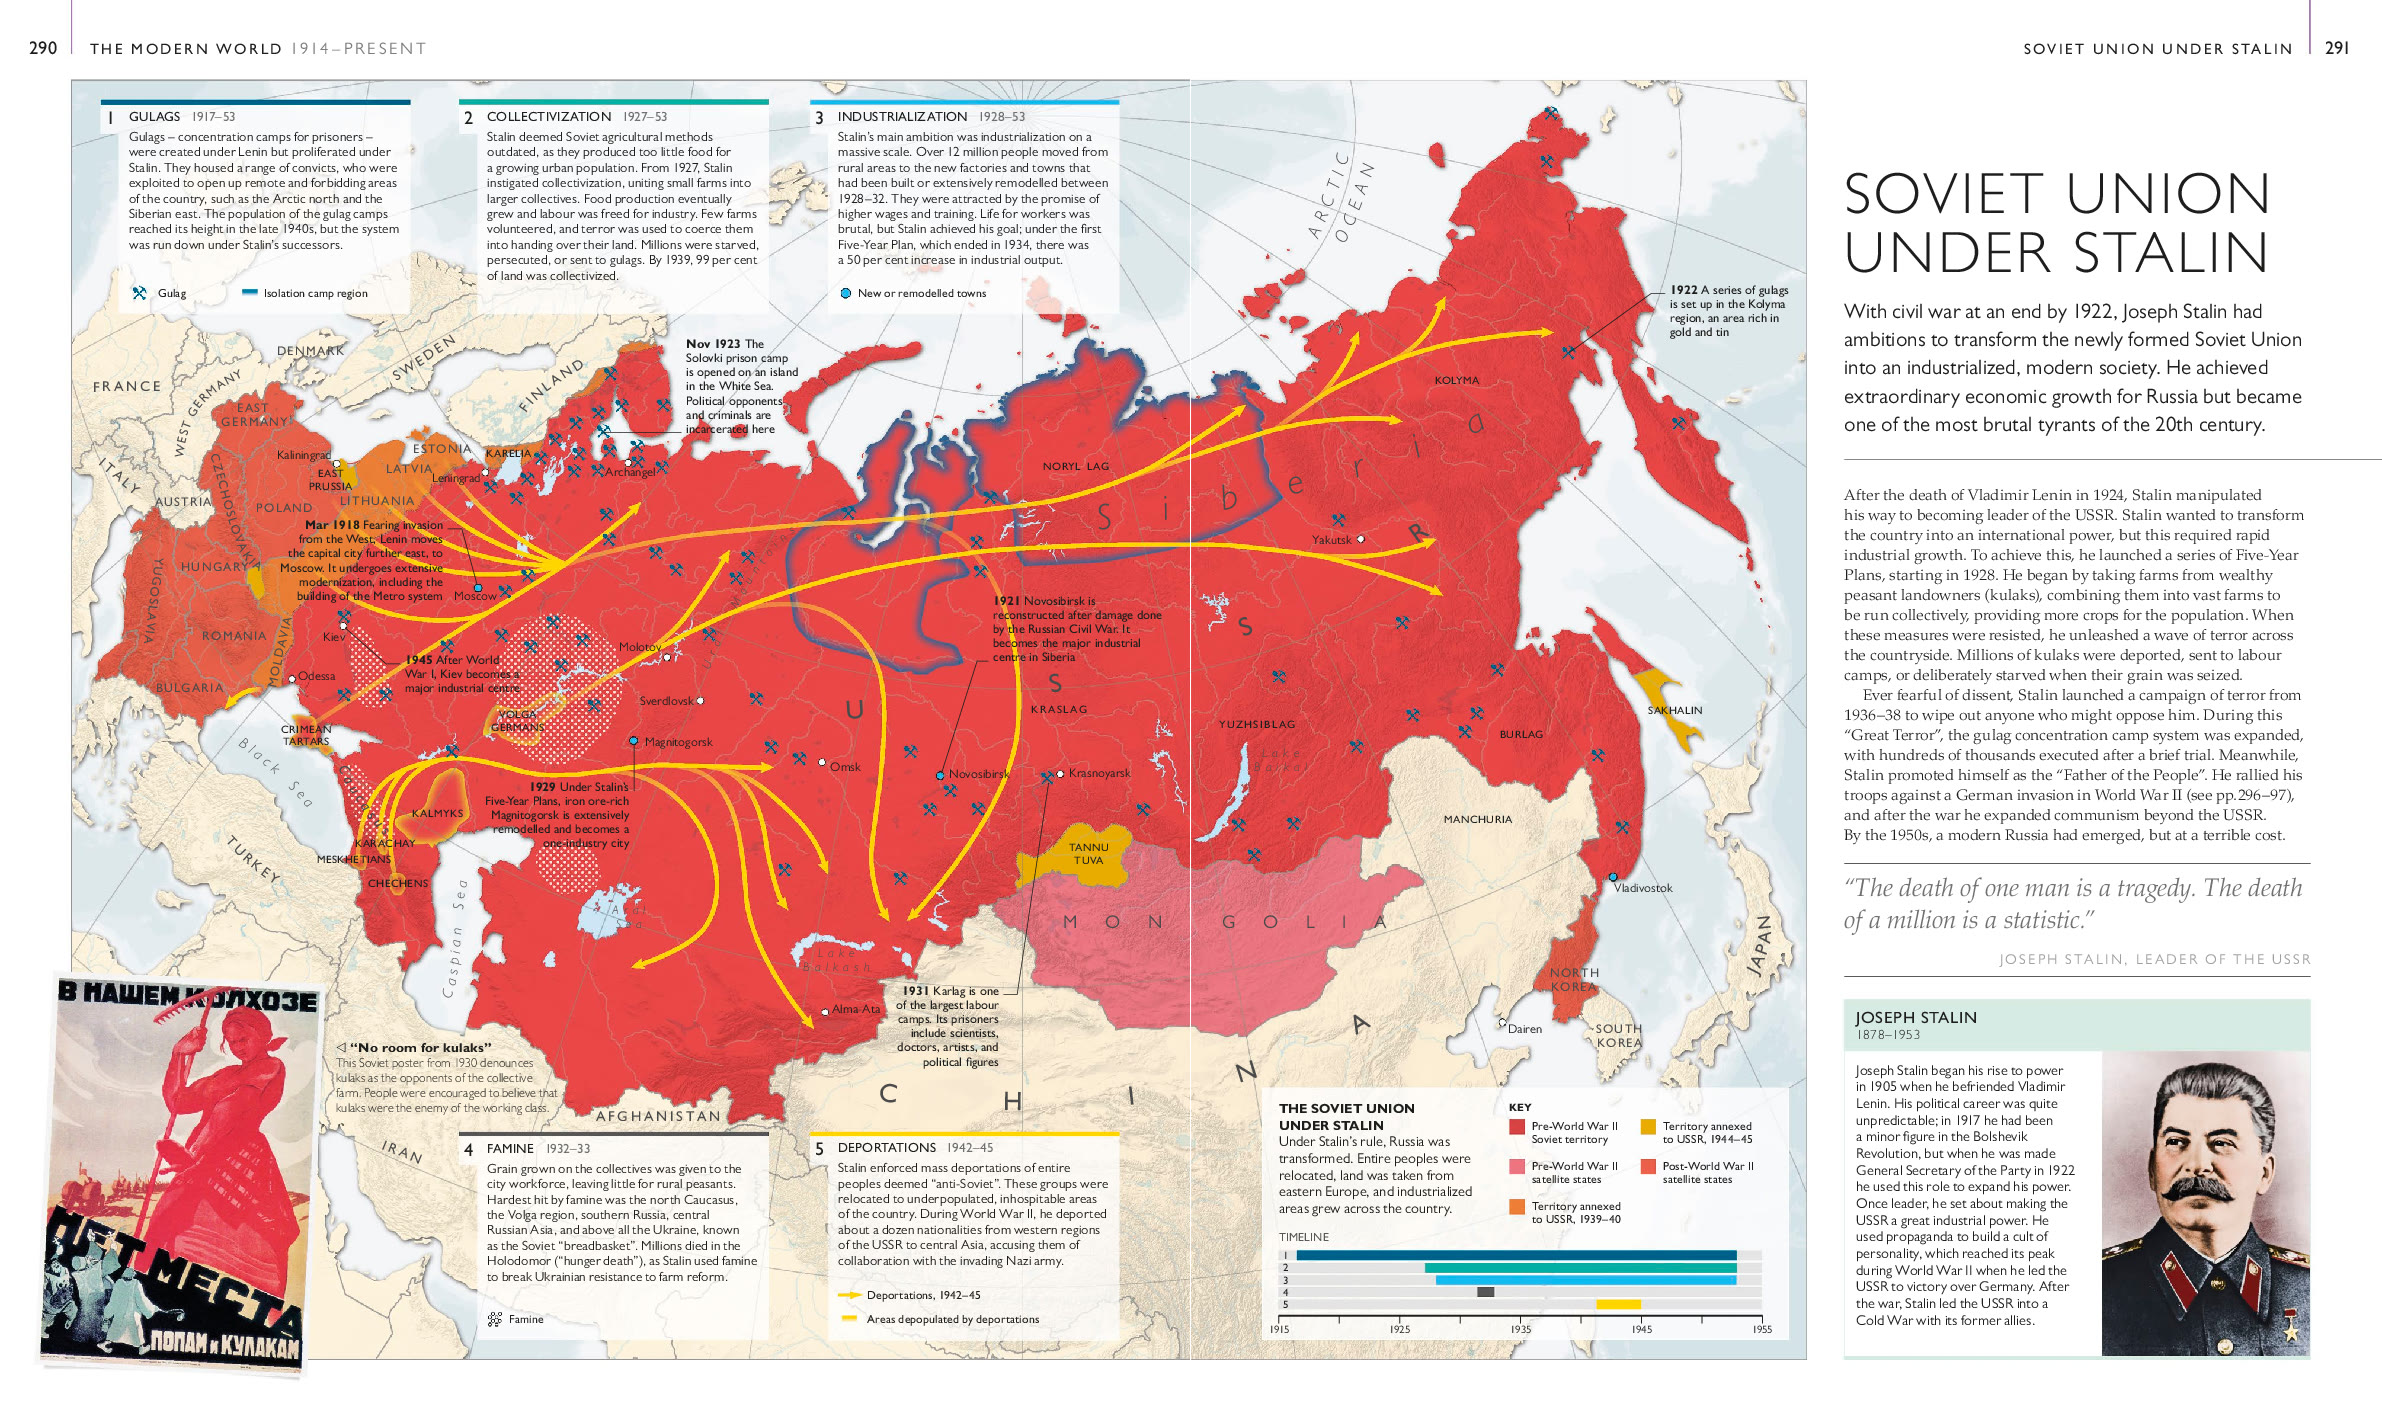 290
THE MODERN WORLD 1914–PRESENT
SOVIET UNION UNDER STALIN
291
1 GULAGS 1917–53
Gulags – concentration camps for prisoners –
were created under Lenin but proliferated under
Stalin. They housed a range of convicts, who were
exploited to open up remote and forbidding areas
of the country, such as the Arctic north and the
Siberian east. The population of the gulag camps
reached its height in the late 1940s, but the system
was run down under Stalin's successors.
Gulag
Isolation camp region
2 COLLECTIVIZATION 1927–53
Stalin deemed Soviet agricultural methods
outdated, as they produced too little food for
a growing urban population. From 1927, Stalin
instigated collectivization, uniting small farms into
larger collectives. Food production eventually
grew and labour was freed for industry. Few farms
volunteered, and terror was used to coerce them
into handing over their land. Millions were starved,
persecuted, or sent to gulags. By 1939, 99 per cent
of land was collectivized.
3 INDUSTRIALIZATION 1928–53
Stalin's main ambition was industrialization on a
massive scale. Over 12 million people moved from
rural areas to the new factories and towns that
had been built or extensively remodelled between
1928–32. They were attracted by the promise of
higher wages and training. Life for workers was
brutal, but Stalin achieved his goal; under the first
Five-Year Plan, which ended in 1934, there was
a 50 per cent increase in industrial output.
New or remodelled towns
ARCTIC
OCEAN
1922 A series of gulags
is set up in the Kolyma
region, an area rich in
gold and tin
Nov 1923 The
Solovki prison camp
is opened on an island
in the White Sea.
Political opponents
and criminals are
incarcerated here
FRANCE
WEST GERMANY
DENMARK
SWEDEN
FINLAND
EAST
GERMANY
ITALY
AUSTRIA
CZECHOSLOVAKIA
POLAND
HUNGARY
YUGOSLAVIA
ROMANIA
BULGARIA
MOLDAVIA
Kaliningrad
EAST
PRUSSIA
ESTONIA
LATVIA
LITHUANIA
KARELIA
Leningrad
Archangel
Mar 1918 Fearing invasion
from the West, Lenin moves
the capital city further east, to
Moscow. It undergoes extensive
modernization, including the
building of the Metro system
Moscow
Kiev
1945 After World
War I, Kiev becomes a
major industrial centre
Odessa
CRIMEAN
TARTARS
Black Sea
Caucasus
VOLGA
GERMANS
KALMYKS
KARACHAY
MESKHETIANS
CHECHENS
TURKEY
Caspian Sea
Aral
Sea
Molotov
Ural Mountains
Sverdlovsk
Magnitogorsk
1929 Under Stalin's
Five-Year Plans, iron ore-rich
Magnitogorsk is extensively
remodelled and becomes a
one-industry city
Omsk
Novosibirsk
Krasnoyarsk
1921 Novosibirsk is
reconstructed after damage done
by the Russian Civil War. It
becomes the major industrial
centre in Siberia
NORYL LAG
Siberia
KOLYMA
Yakutsk
U S S R
KRASLAG
YUZHSIBLAG
Lake
Baikal
BURLAG
SAKHALIN
MANCHURIA
TANNU
TUVA
MONGOLIA
Vladivostok
NORTH
KOREA
SOUTH
KOREA
Dairen
JAPAN
Lake
Balkash
Alma Ata
1931 Karlag is one
of the largest labour
camps. Its prisoners
include scientists,
doctors, artists, and
political figures
CHINA
AFGHANISTAN
IRAN
В НАШЕМ КОЛХОЗЕ
НЕТ МЕСТА
ПОПАМ И КУЛАКАМ
◁ “No room for kulaks”
This Soviet poster from 1930 denounces
kulaks as the opponents of the collective
farm. People were encouraged to believe that
kulaks were the enemy of the working class.
4 FAMINE 1932–33
Grain grown on the collectives was given to the
city workforce, leaving little for rural peasants.
Hardest hit by famine was the north Caucasus,
the Volga region, southern Russia, central
Russian Asia, and above all the Ukraine, known
as the Soviet “breadbasket”. Millions died in the
Holodomor (“hunger death”), as Stalin used famine
to break Ukrainian resistance to farm reform.
Famine
5 DEPORTATIONS 1942–45
Stalin enforced mass deportations of entire
peoples deemed “anti-Soviet”. These groups were
relocated to underpopulated, inhospitable areas
of the country. During World War II, he deported
about a dozen nationalities from western regions
of the USSR to central Asia, accusing them of
collaboration with the invading Nazi army.
Deportations, 1942–45
Areas depopulated by deportations
THE SOVIET UNION
UNDER STALIN
Under Stalin's rule, Russia was
transformed. Entire peoples were
relocated, land was taken from
eastern Europe, and industrialized
areas grew across the country.
KEY
Pre-World War II
Soviet territory
Pre-World War II
satellite states
Territory annexed
to USSR, 1939–40
Territory annexed
to USSR, 1944–45
Post-World War II
satellite states
TIMELINE
1
2
3
4
5
1915 1925 1935 1945 1955
SOVIET UNION
UNDER STALIN
With civil war at an end by 1922, Joseph Stalin had
ambitions to transform the newly formed Soviet Union
into an industrialized, modern society. He achieved
extraordinary economic growth for Russia but became
one of the most brutal tyrants of the 20th century.
After the death of Vladimir Lenin in 1924, Stalin manipulated
his way to becoming leader of the USSR. Stalin wanted to transform
the country into an international power, but this required rapid
industrial growth. To achieve this, he launched a series of Five-Year
Plans, starting in 1928. He began by taking farms from wealthy
peasant landowners (kulaks), combining them into vast farms to
be run collectively, providing more crops for the population. When
these measures were resisted, he unleashed a wave of terror across
the countryside. Millions of kulaks were deported, sent to labour
camps, or deliberately starved when their grain was seized.
Ever fearful of dissent, Stalin launched a campaign of terror from
1936–38 to wipe out anyone who might oppose him. During this
“Great Terror”, the gulag concentration camp system was expanded,
with hundreds of thousands executed after a brief trial. Meanwhile,
Stalin promoted himself as the “Father of the People”. He rallied his
troops against a German invasion in World War II (see pp.296–97),
and after the war he expanded communism beyond the USSR.
By the 1950s, a modern Russia had emerged, but at a terrible cost.
“The death of one man is a tragedy. The death
of a million is a statistic.”
JOSEPH STALIN, LEADER OF THE USSR
JOSEPH STALIN
1878–1953
Joseph Stalin began his rise to power
in 1905 when he befriended Vladimir
Lenin. His political career was quite
unpredictable; in 1917 he had been
a minor figure in the Bolshevik
Revolution, but when he was made
General Secretary of the Party in 1922
he used this role to expand his power.
Once leader, he set about making the
USSR a great industrial power. He
used propaganda to build a cult of
personality, which reached its peak
during World War II when he led the
USSR to victory over Germany. After
the war, Stalin led the USSR into a
Cold War with its former allies.